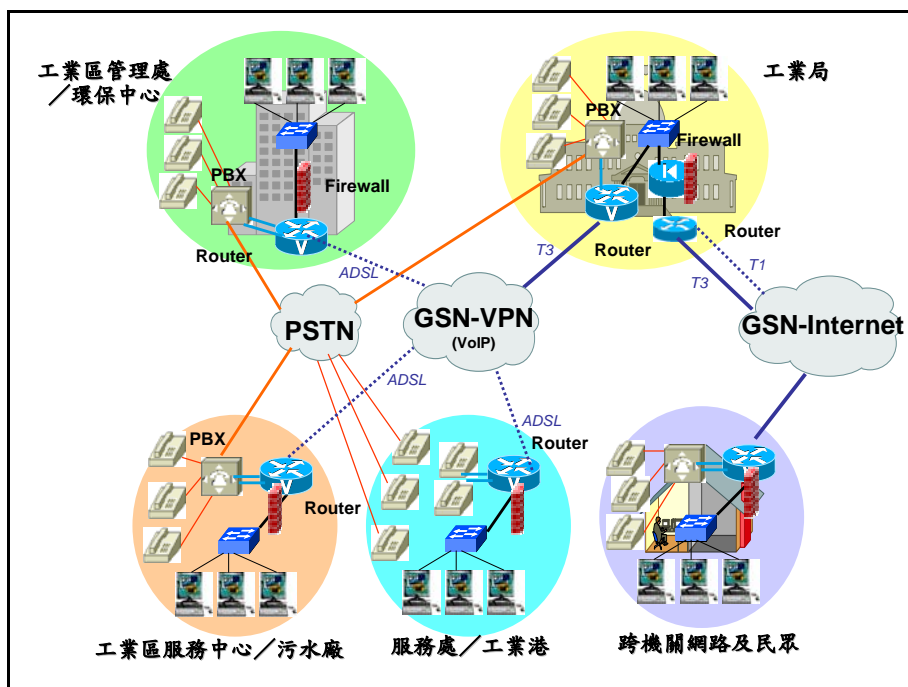 工業區管理處
／環保中心
PBX
Firewall
Router
工業局
PBX
Firewall
V
V
Router
Router
T3
T1
T3
ADSL
PSTN
GSN-VPN
(VoIP)
GSN-Internet
ADSL
ADSL
PBX
V
Router
Router
V
工業區服務中心／污水廠
服務處／工業港
跨機關網路及民眾